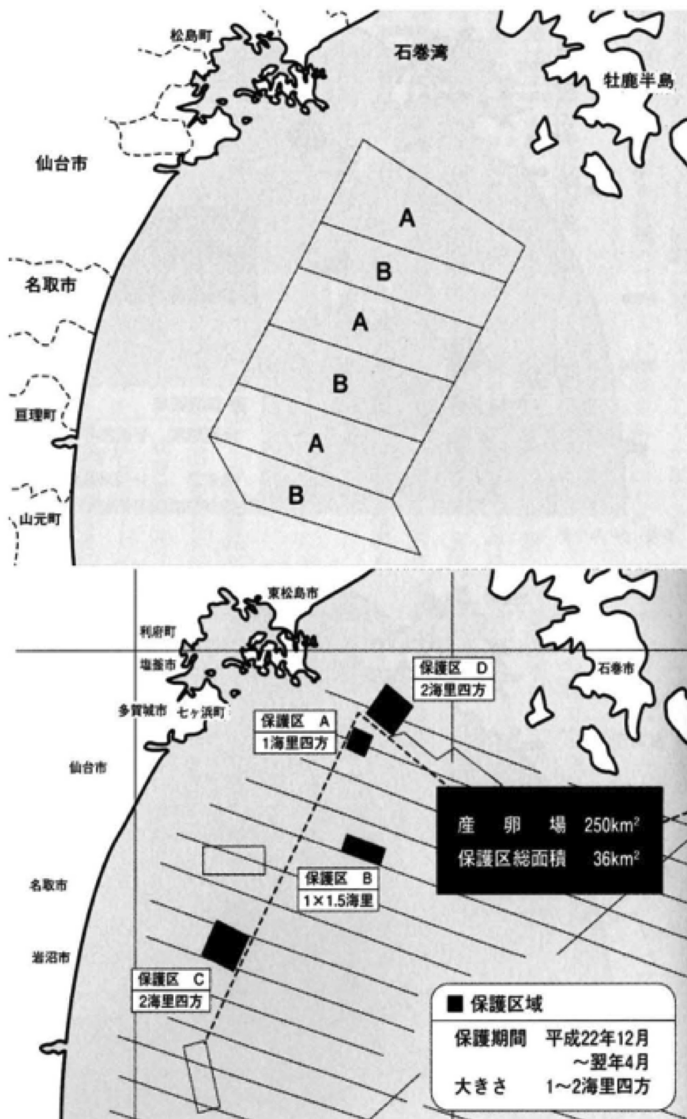 松島町
石巻湾
牡鹿半島
仙台市
A
B
名取市
A
B
亘理町
A
B
山元町
東松島市
利府町
保護区 D
2海里四方
塩釜市
石巻市
多賀城市
七ヶ浜町
保護区 A
1海里四方
仙台市
産卵場 250km²
保護区総面積 36km²
保護区 B
1×1.5海里
名取市
岩沼市
保護区 C
2海里四方
■ 保護区域
保護期間 平成22年12月
～翌年4月
大きさ 1～2海里四方